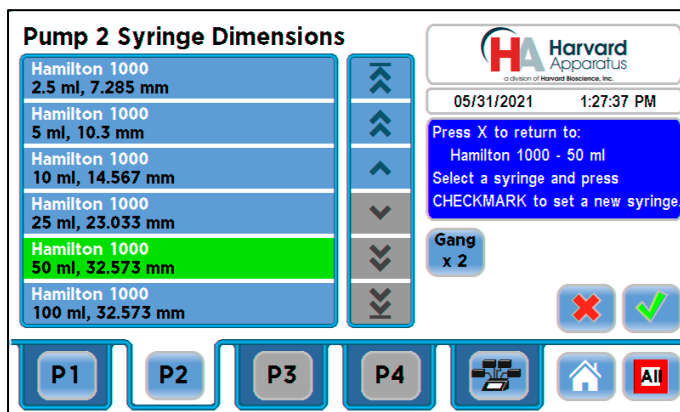 Pump 2 Syringe Dimensions
Hamilton 1000
2.5 ml, 7.285 mm
Hamilton 1000
5 ml, 10.3 mm
Hamilton 1000
10 ml, 14.567 mm
Hamilton 1000
25 ml, 23.033 mm
Hamilton 1000
50 ml, 32.573 mm
Hamilton 1000
100 ml, 32.573 mm
HA Harvard
Apparatus
a division of Harvard Bioscience, Inc.
05/31/2021 1:27:37 PM
Press X to return to:
Hamilton 1000 - 50 ml
Select a syringe and press
CHECKMARK to set a new syringe.
Gang
x 2
P1 P2 P3 P4 All